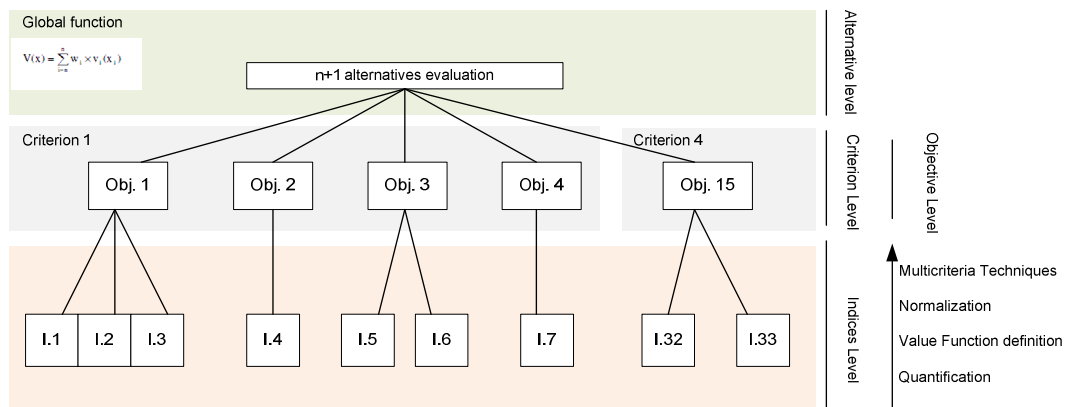 Global function
V(x) = n∑i=n wi × vi(xi)
n+1 alternatives evaluation
Alternative level
Criterion 1
Criterion 4
Obj. 1
Obj. 2
Obj. 3
Obj. 4
Obj. 15
Criterion Level
Objective Level
I.1
I.2
I.3
I.4
I.5
I.6
I.7
I.32
I.33
Indices Level
Multicriteria Techniques
Normalization
Value Function definition
Quantification